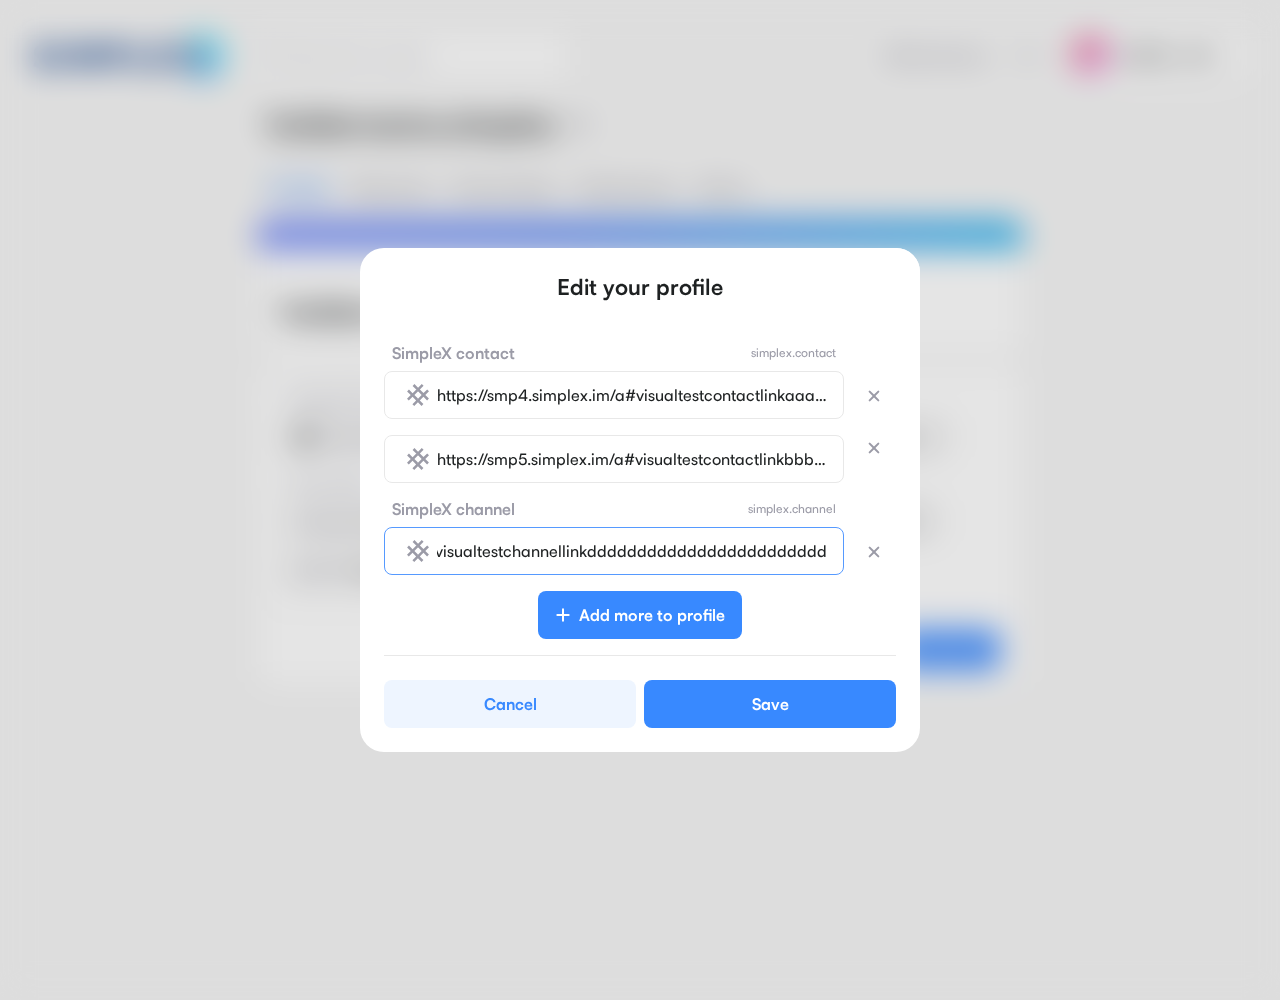 Edit your profile
SimpleX contact simplex.contact
https://smp4.simplex.im/a#visualtestcontactlinkaaa...
https://smp5.simplex.im/a#visualtestcontactlinkbbb...
SimpleX channel simplex.channel
visualtestchannellinkdddddddddddddddddddddddd
Add more to profile
Cancel Save